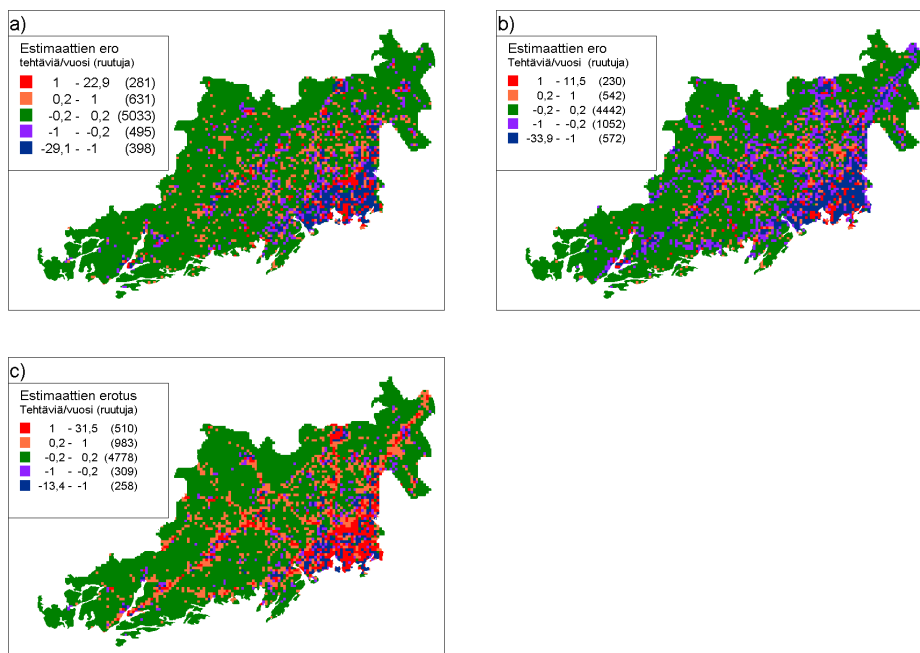 a)
Estimaattien ero
tehtäviä/vuosi (ruutuja)
1 - 22,9 (281)
0,2 - 1 (631)
-0,2 - 0,2 (5033)
-1 - -0,2 (495)
-29,1 - -1 (398)
b)
Estimaattien ero
Tehtäviä/vuosi (ruutuja)
1 - 11,5 (230)
0,2 - 1 (542)
-0,2 - 0,2 (4442)
-1 - -0,2 (1052)
-33,9 - -1 (572)
c)
Estimaattien erotus
Tehtäviä/vuosi (ruutuja)
1 - 31,5 (510)
0,2 - 1 (983)
-0,2 - 0,2 (4778)
-1 - -0,2 (309)
-13,4 - -1 (258)